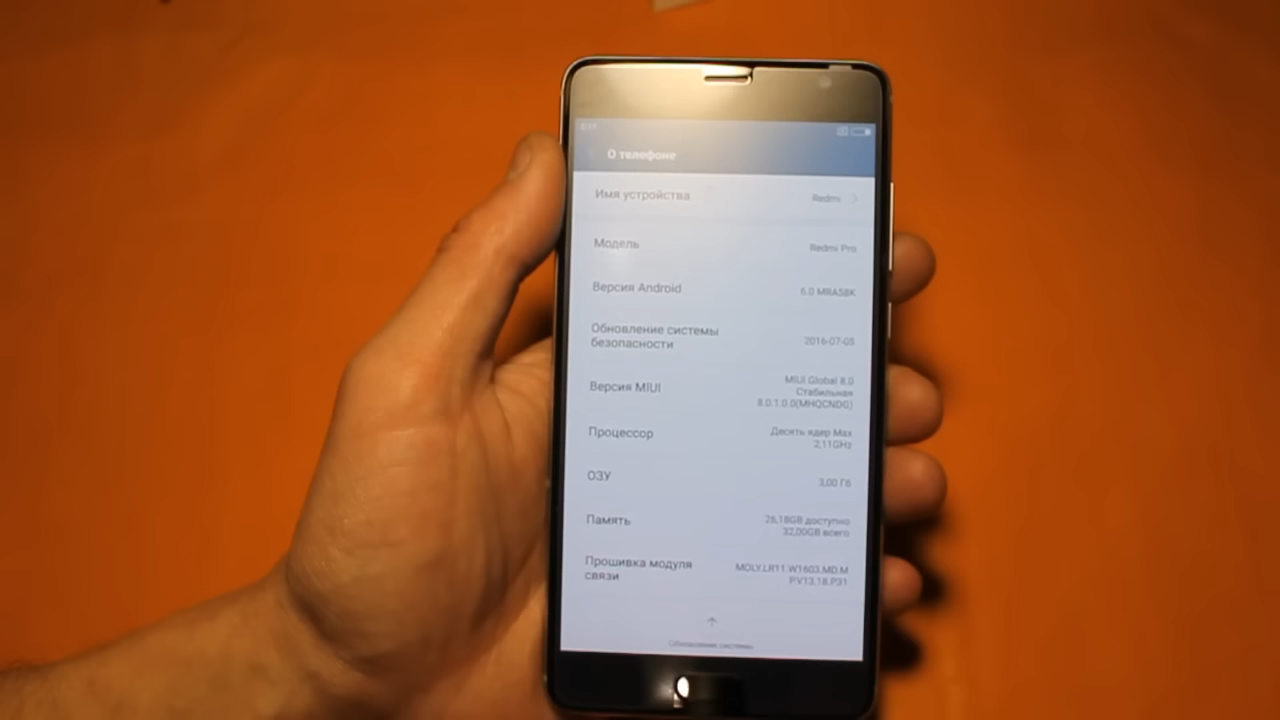 О телефоне
Имя устройства Redmi
Модель Redmi Pro
Версия Android 6.0 MRA58K
Обновление системы
безопасности 2016-07-05
Версия MIUI MIUI Global 8.0
Стабильная
8.0.1.0.0(MHQCNDG)
Процессор Десять ядер Max
2,11GHz
ОЗУ 3,00 Гб
Память 26,18GB доступно
32,00GB всего
Прошивка модуля
связи MOLY.LR11.W1603.MD.M
P.V13.18.P31
Обновление системы